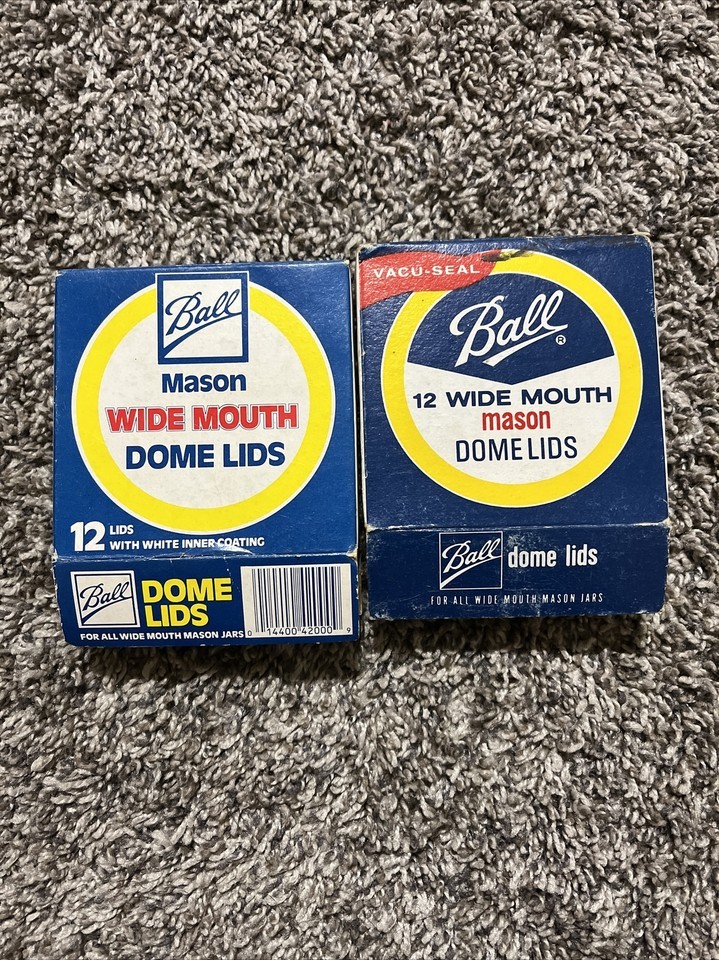 Ball
Mason
WIDE MOUTH
DOME LIDS
12 LIDS
WITH WHITE INNER COATING
Ball
DOME
LIDS
FOR ALL WIDE MOUTH MASON JARS
0 14400 42000 9
VACU-SEAL
Ball®
12 WIDE MOUTH
mason
DOME LIDS
Ball dome lids
FOR ALL WIDE MOUTH MASON JARS